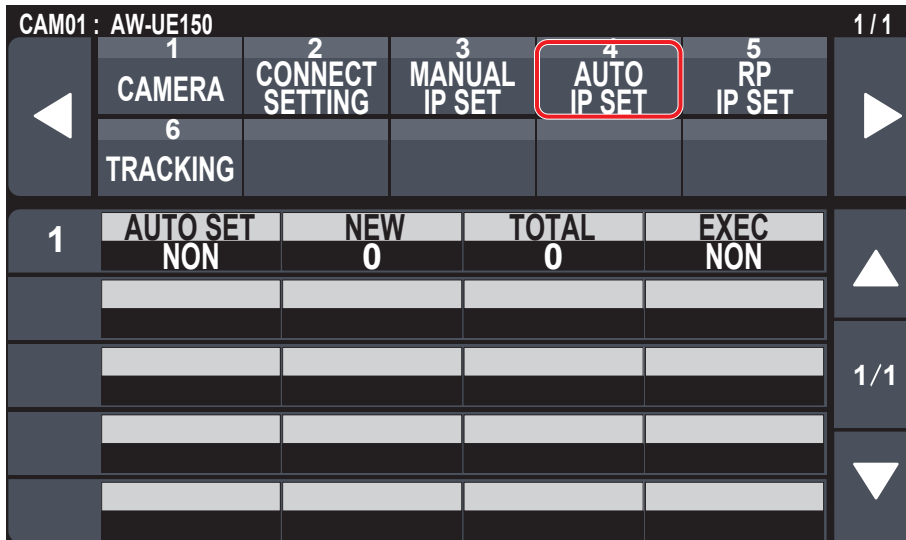 CAM01 : AW-UE150 1 / 1
1 2 3 4 5
CAMERA CONNECT SETTING MANUAL IP SET AUTO IP SET RP IP SET
6
TRACKING
1 AUTO SET NEW TOTAL EXEC
NON 0 0 NON
1/1